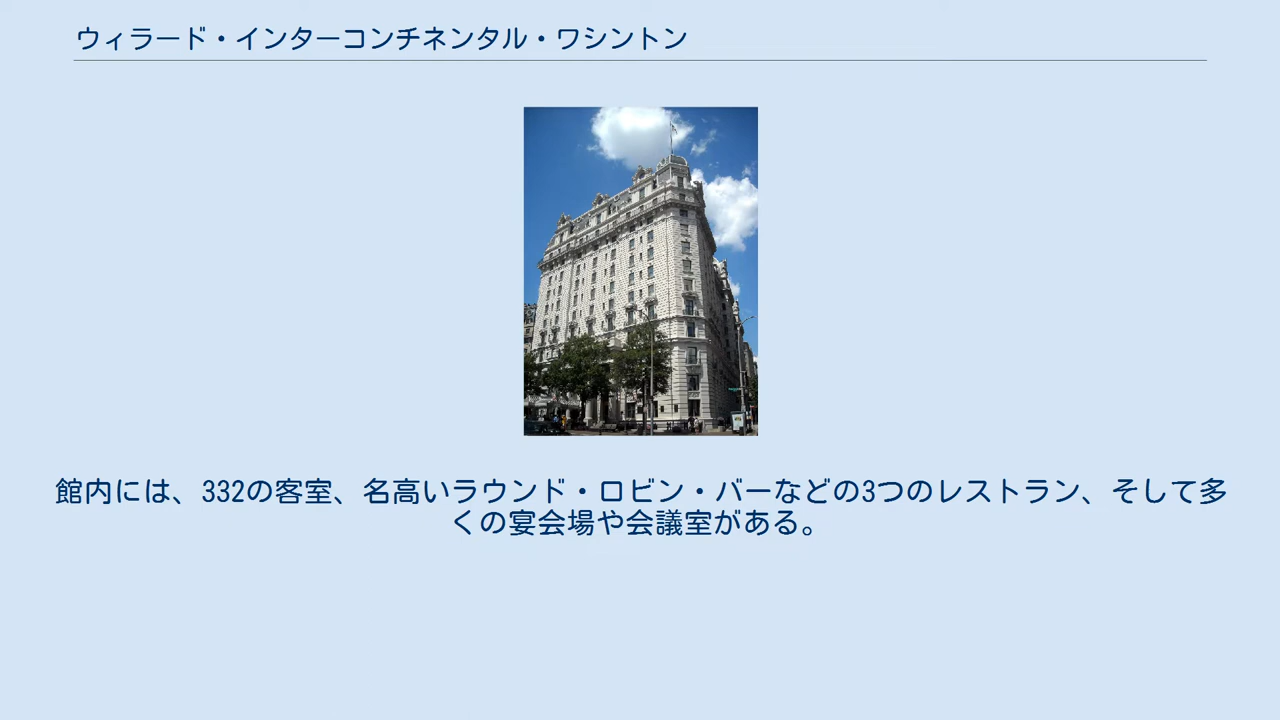 ウィラード・インターコンチネンタル・ワシントン
館内には、332の客室、名高いラウンド・ロビン・バーなどの3つのレストラン、そして多
くの宴会場や会議室がある。